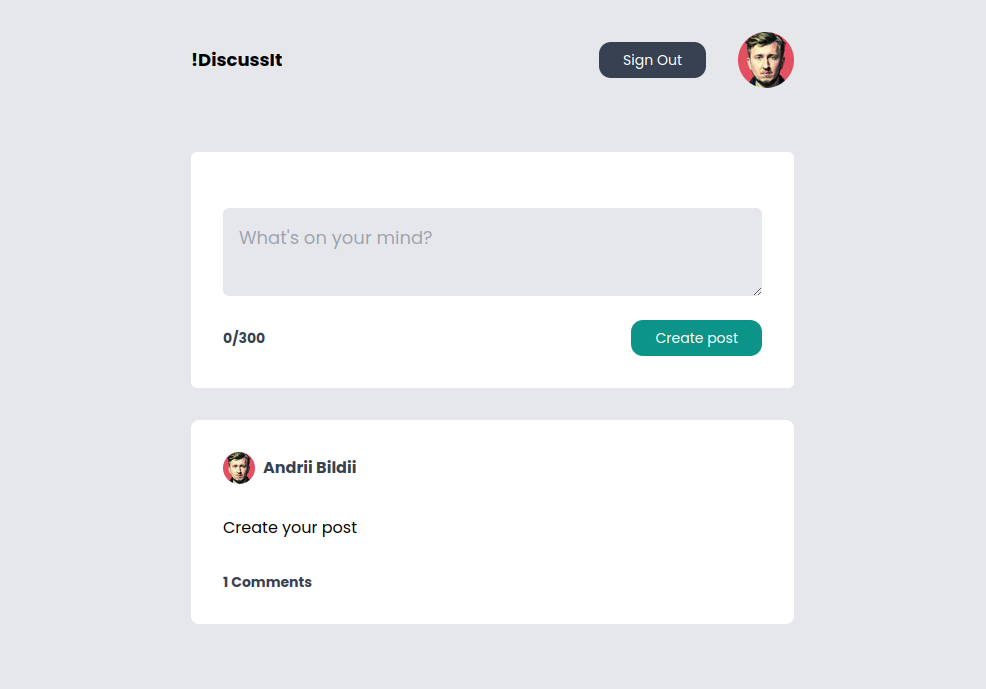 !DiscussIt
Sign Out
What's on your mind?
0/300
Create post
Andrii Bildii
Create your post
1 Comments